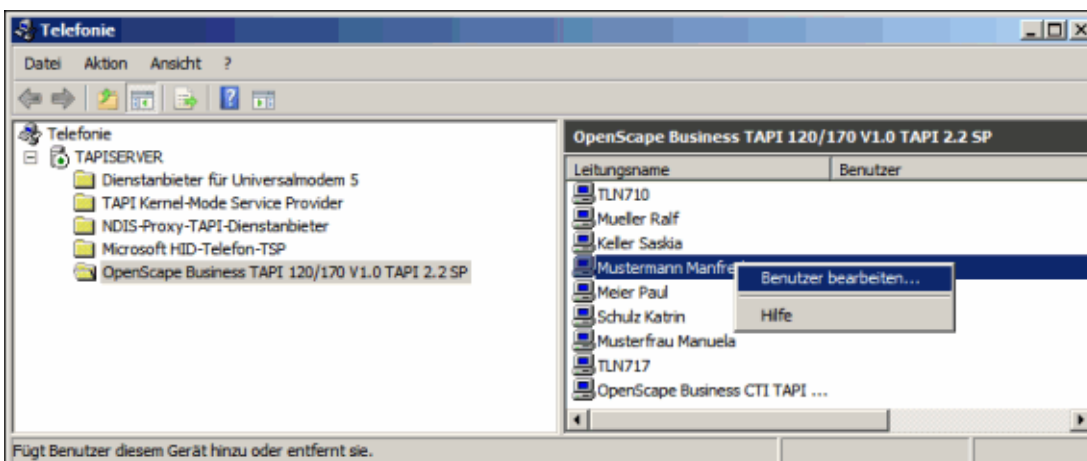 Telefonie
Datei Aktion Ansicht ?
Telefonie
TAPISERVER
Dienstanbieter für Universalmodem 5
TAPI Kernel-Mode Service Provider
NDIS-Proxy-TAPI-Dienstanbieter
Microsoft HID-Telefon-TSP
OpenScape Business TAPI 120/170 V1.0 TAPI 2.2 SP
OpenScape Business TAPI 120/170 V1.0 TAPI 2.2 SP
Leitungsname Benutzer
TLN710
Mueller Ralf
Keller Saskia
Mustermann Manfre
Meier Paul
Schulz Katrin
Musterfrau Manuela
TLN717
OpenScape Business CTI TAPI ...
Benutzer bearbeiten...
Hilfe
Fügt Benutzer diesem Gerät hinzu oder entfernt sie.